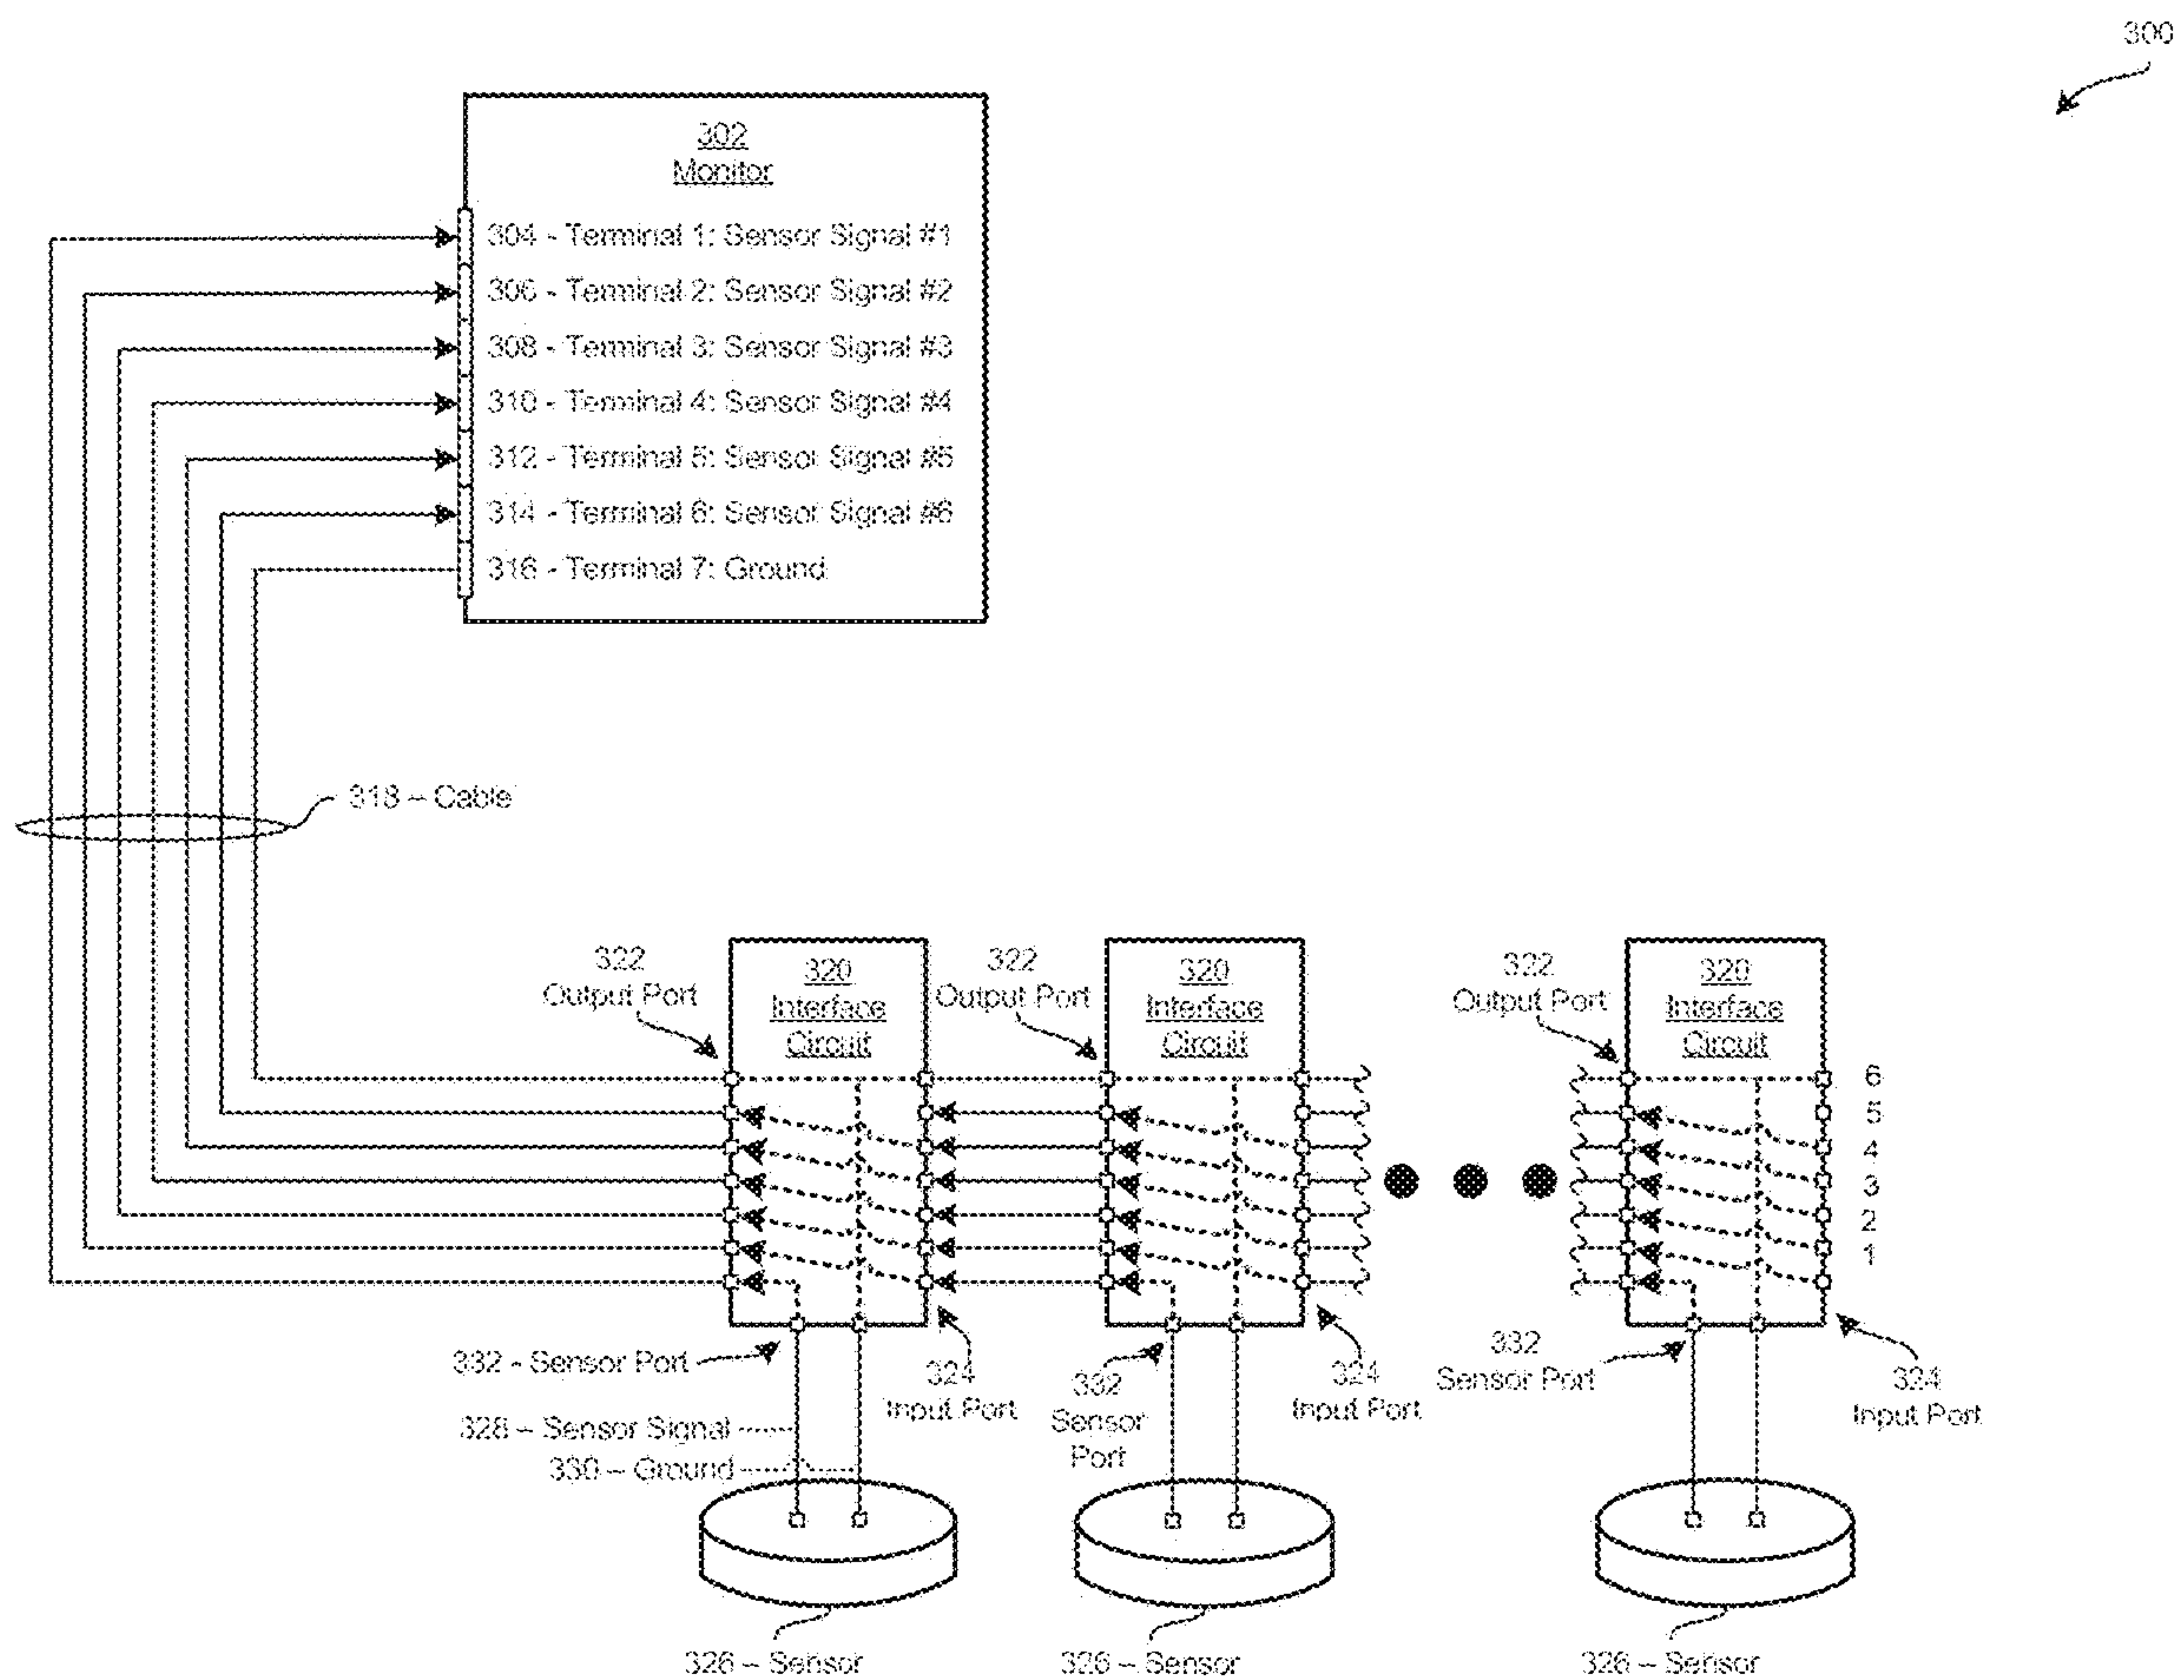 300
302
Monitor
304 - Terminal 1: Sensor Signal #1
306 - Terminal 2: Sensor Signal #2
308 - Terminal 3: Sensor Signal #3
310 - Terminal 4: Sensor Signal #4
312 - Terminal 5: Sensor Signal #5
314 - Terminal 6: Sensor Signal #6
316 - Terminal 7: Ground
318 – Cable
322
Output Port
320
Interface
Circuit
322
Output Port
320
Interface
Circuit
322
Output Port
320
Interface
Circuit
6
5
4
3
2
1
332 - Sensor Port
324
Input Port
332
Sensor
Port
324
Input Port
332
Sensor Port
324
Input Port
328 – Sensor Signal
330 – Ground
326 – Sensor
326 – Sensor
326 – Sensor